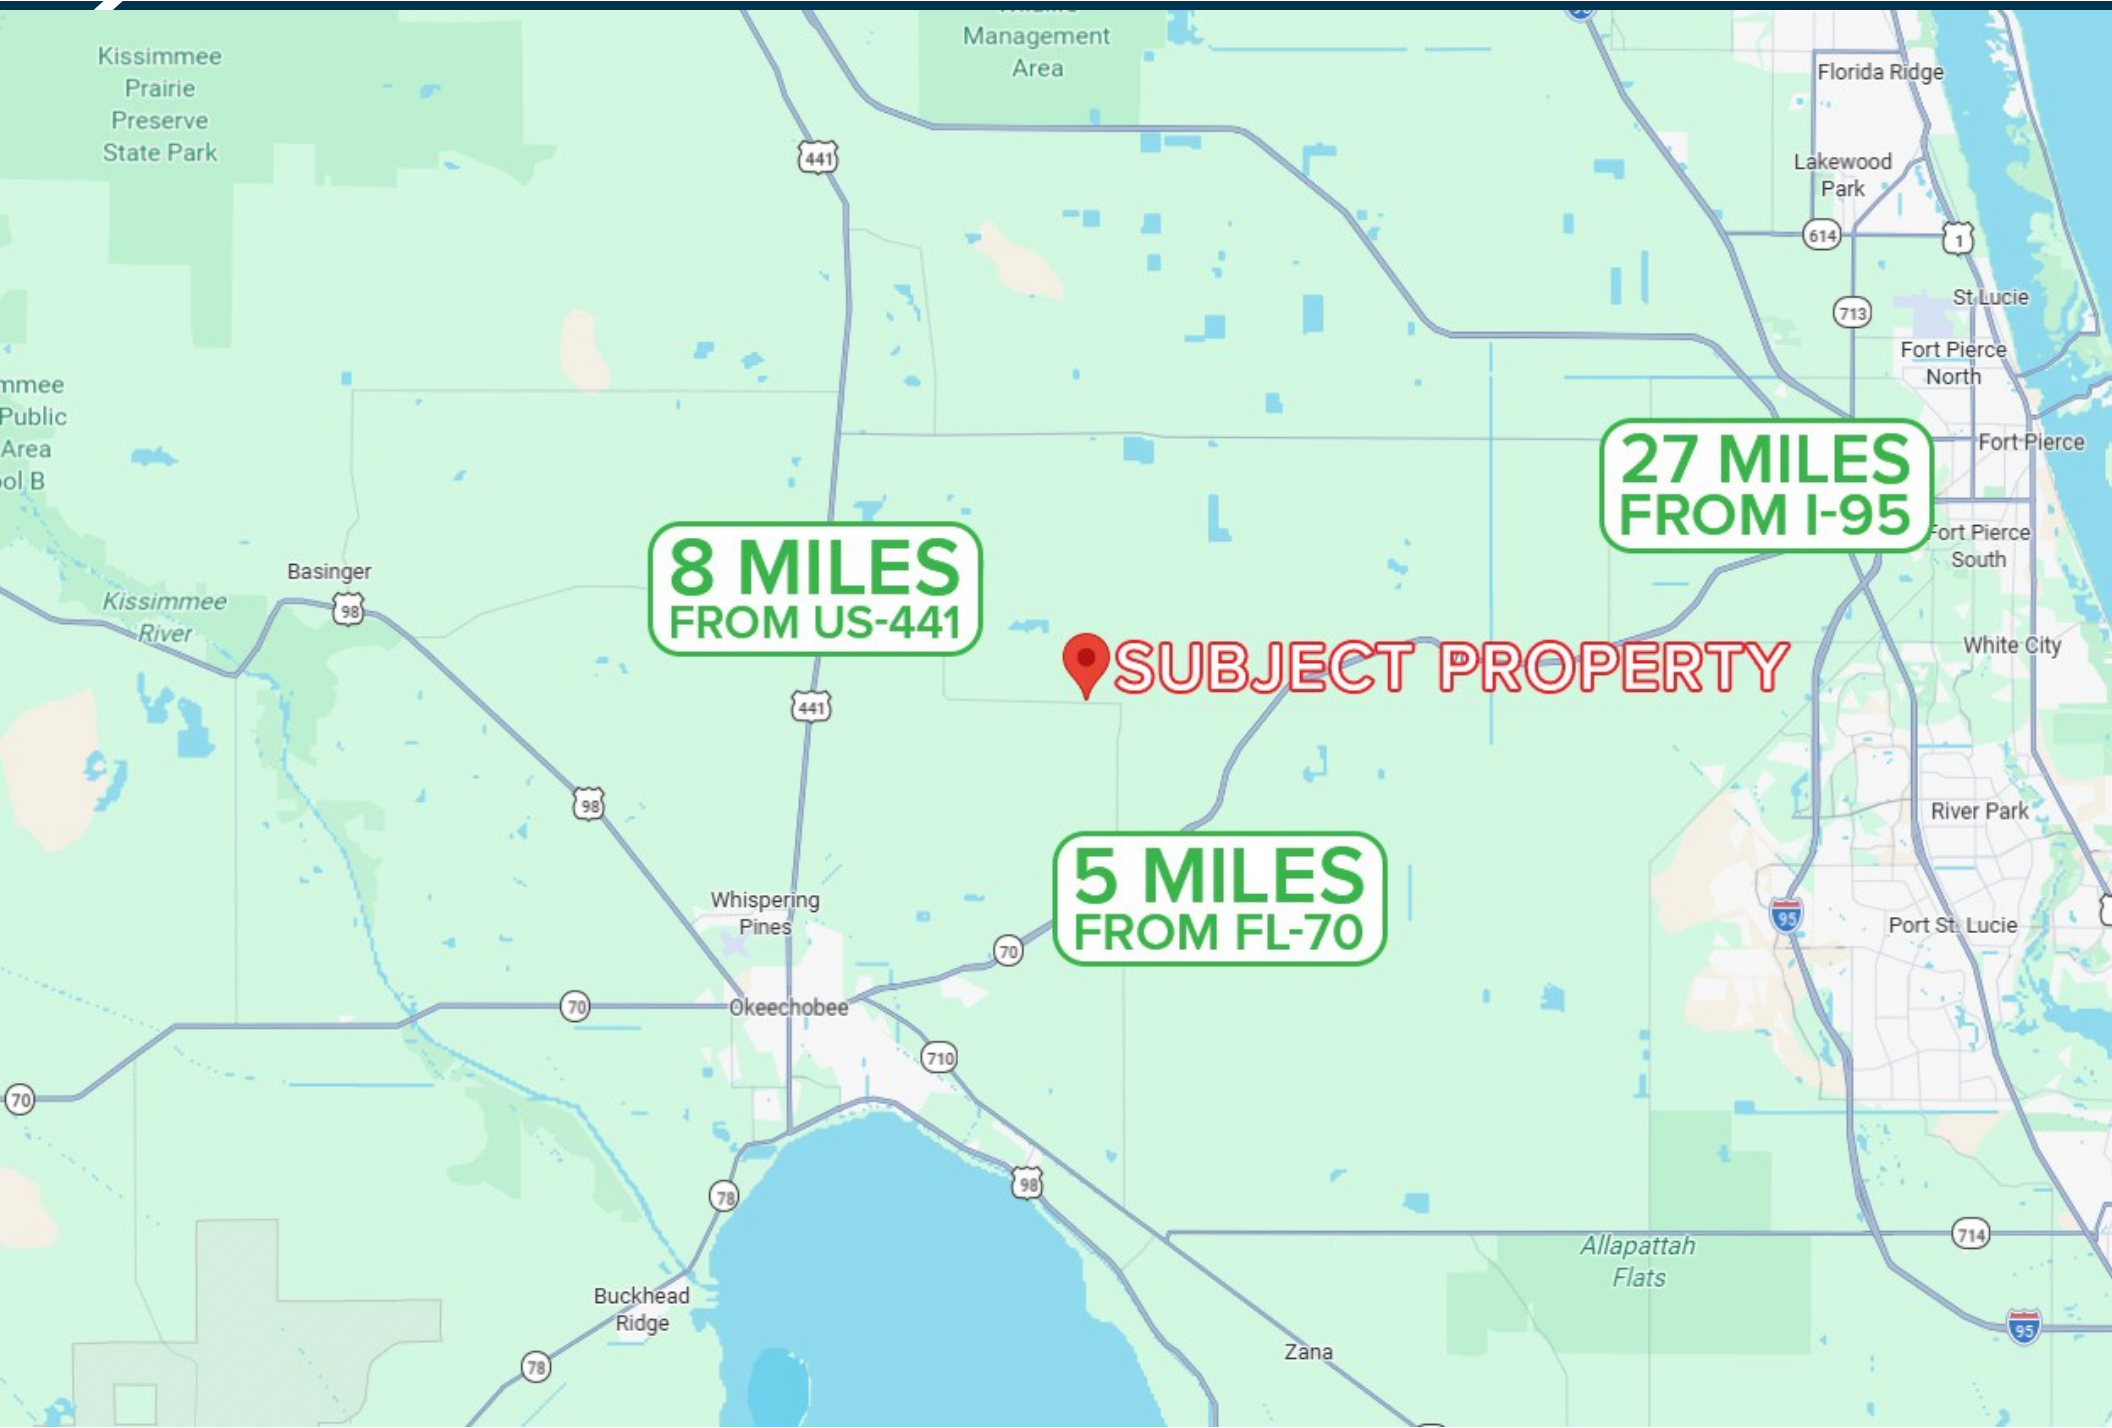 Management
Area
Kissimmee
Prairie
Preserve
State Park
Florida Ridge
441
Lakewood
Park
614
1
St Lucie
713
Fort Pierce
North
Public
Area
27 MILES
FROM I-95
Fort Pierce
8 MILES
FROM US-441
Fort Pierce
South
Basinger
98
Kissimmee
River
SUBJECT PROPERTY
White City
441
98
River Park
5 MILES
FROM FL-70
Whispering
Pines
70
95
Port St. Lucie
70
Okeechobee
710
70
98
78
714
Allapattah
Flats
Buckhead
Ridge
95
Zana
78